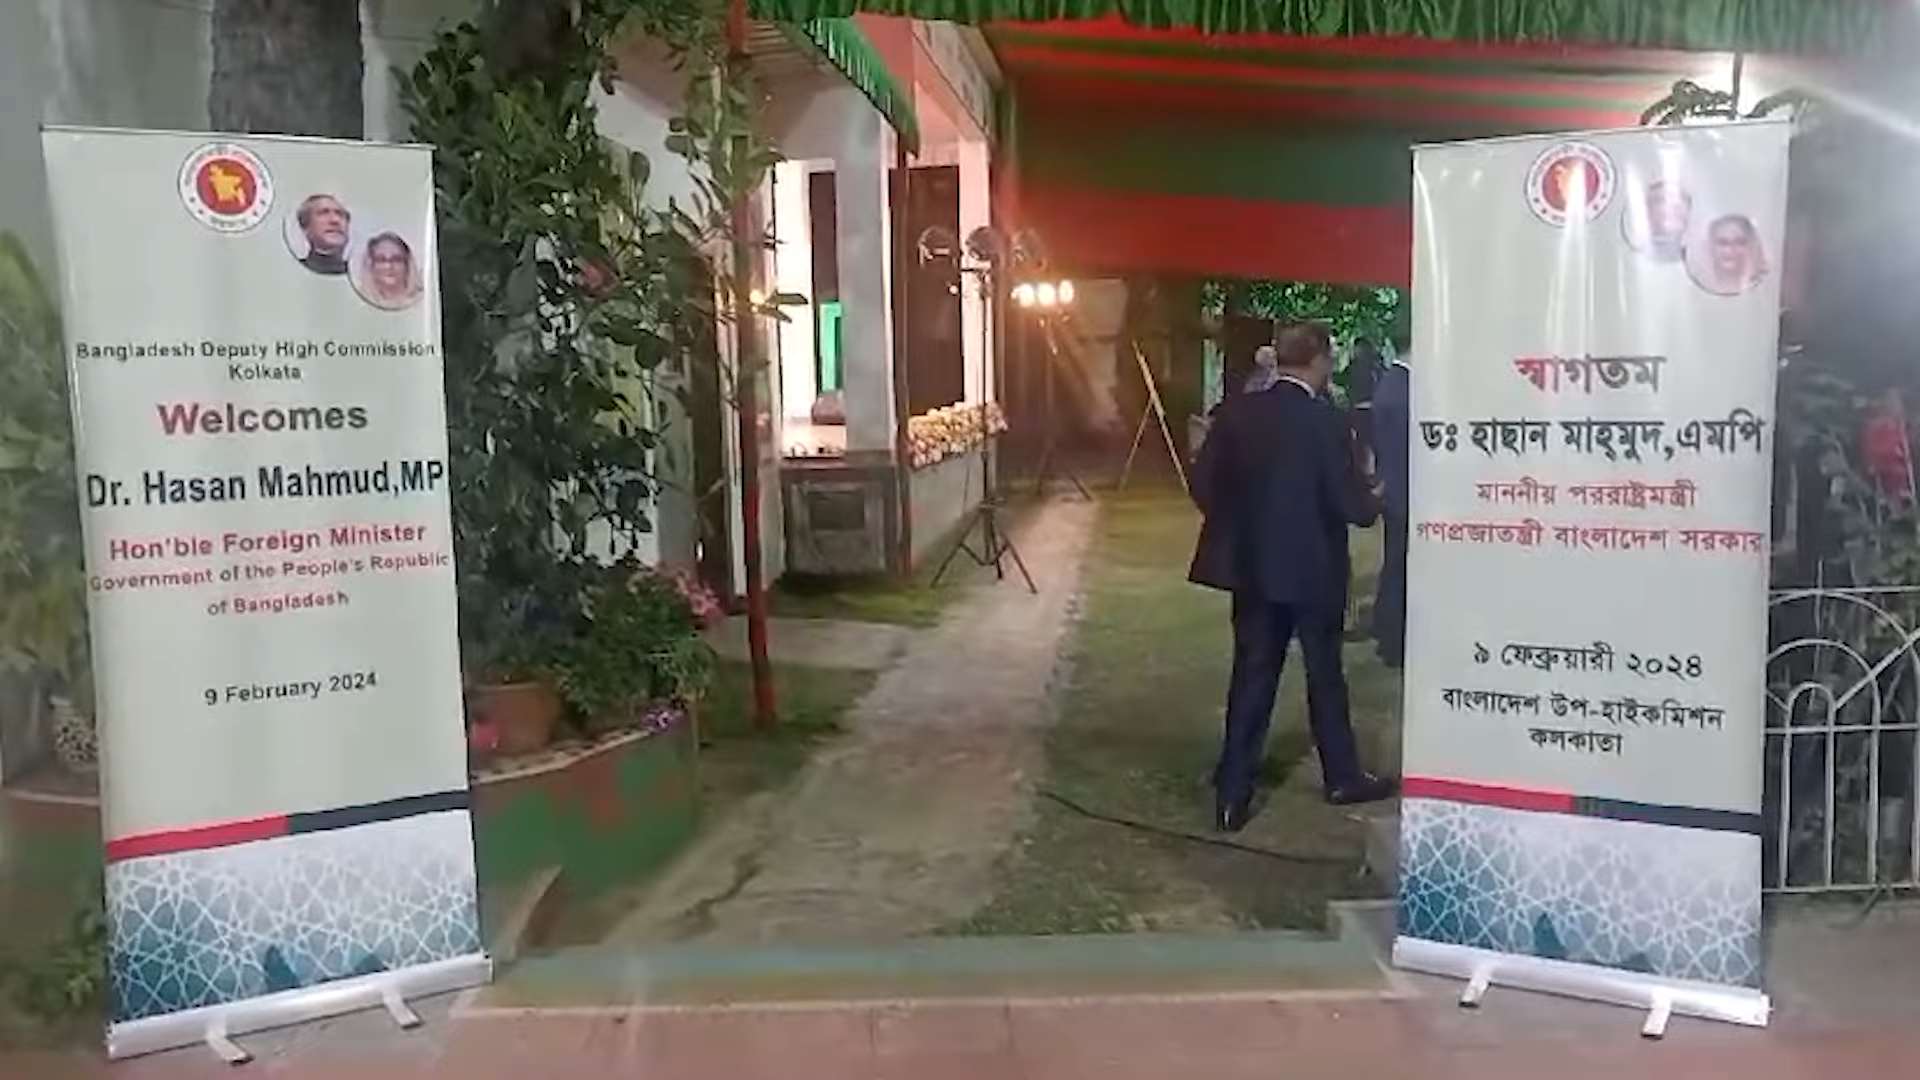 Bangladesh Deputy High Commission
Kolkata
Welcomes
Dr. Hasan Mahmud,MP
Hon'ble Foreign Minister
Government of the People's Republic
of Bangladesh
9 February 2024
স্বাগতম
ডঃ হাছান মাহ্‌মুদ,এমপি
মাননীয় পররাষ্ট্রমন্ত্রী
গণপ্রজাতন্ত্রী বাংলাদেশ সরকার
৯ ফেব্রুয়ারী ২০২৪
বাংলাদেশ উপ-হাইকমিশন
কলকাতা